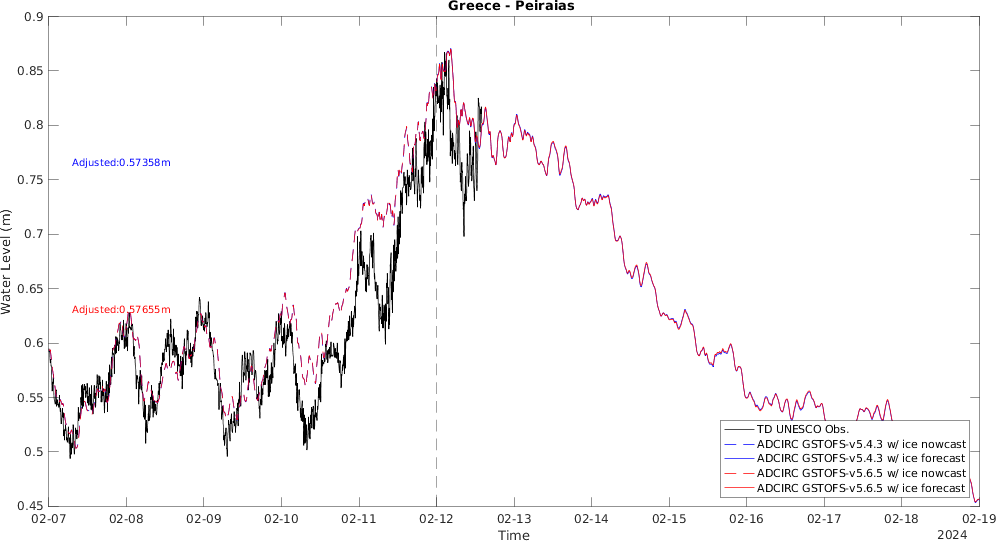 Greece - Peiraias
0.9
0.85
0.8
0.75
0.7
0.65
0.6
0.55
0.5
0.45
Water Level (m)
Adjusted:0.57358m
Adjusted:0.57655m
TD UNESCO Obs.
ADCIRC GSTOFS-v5.4.3 w/ ice nowcast
ADCIRC GSTOFS-v5.4.3 w/ ice forecast
ADCIRC GSTOFS-v5.6.5 w/ ice nowcast
ADCIRC GSTOFS-v5.6.5 w/ ice forecast
02-07 02-08 02-09 02-10 02-11 02-12 02-13 02-14 02-15 02-16 02-17 02-18 02-19
Time
2024